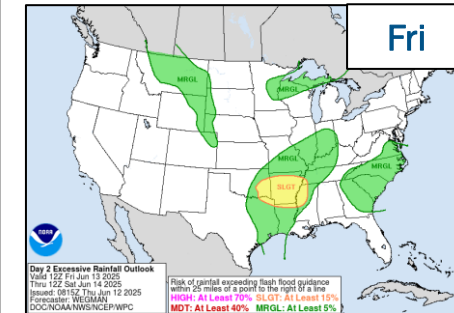 Fri
MRGL
MRGL
MRGL
SLGT
MRGL
NOAA
Day 2 Excessive Rainfall Outlook
Valid 12Z Fri Jun 13 2025
Thru 12Z Sat Jun 14 2025
Issued: 0815Z Thu Jun 12 2025
Forecaster: WEGMAN
DOC/NOAA/NWS/NCEP/WPC
Risk of rainfall exceeding flash flood guidance
within 25 miles of a point to the right of a line
HIGH: At Least 70% SLGT: At Least 15%
MDT: At Least 40% MRGL: At Least 5%